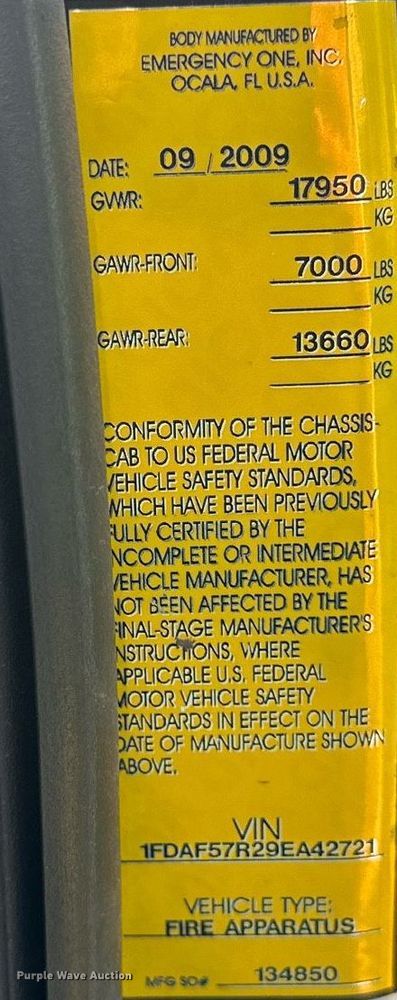 BODY MANUFACTURED BY
EMERGENCY ONE, INC.
OCALA, FL U.S.A.
DATE: 09 / 2009
GVWR: 17950 LBS
KG
GAWR-FRONT: 7000 LBS
KG
GAWR-REAR: 13660 LBS
KG
CONFORMITY OF THE CHASSIS-
CAB TO US FEDERAL MOTOR
VEHICLE SAFETY STANDARDS,
WHICH HAVE BEEN PREVIOUSLY
FULLY CERTIFIED BY THE
INCOMPLETE OR INTERMEDIATE
VEHICLE MANUFACTURER, HAS
NOT BEEN AFFECTED BY THE
FINAL-STAGE MANUFACTURER'S
INSTRUCTIONS, WHERE
APPLICABLE U.S. FEDERAL
MOTOR VEHICLE SAFETY
STANDARDS IN EFFECT ON THE
DATE OF MANUFACTURE SHOWN
ABOVE.
VIN
1FDAF57R29EA42721
VEHICLE TYPE:
FIRE APPARATUS
MFG SO# 134850
Purple Wave Auction